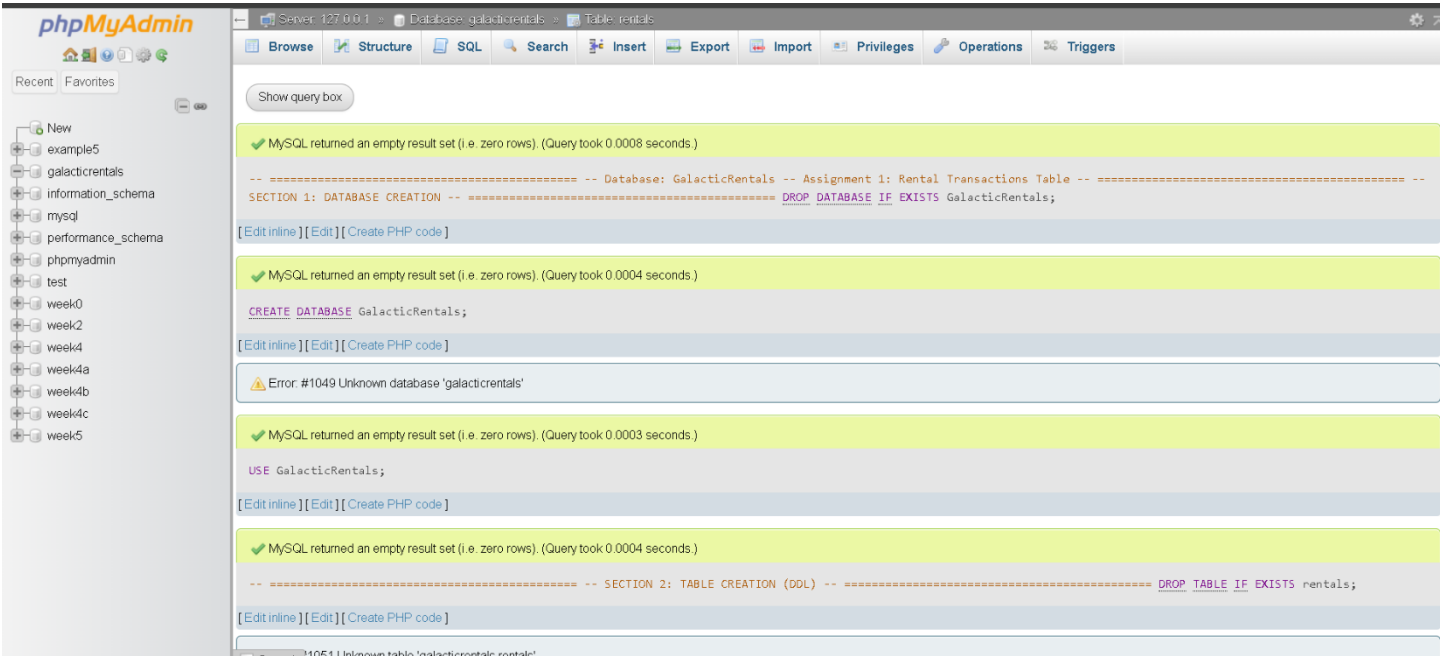 phpMyAdmin
Recent Favorites
New
example5
galacticrentals
information_schema
mysql
performance_schema
phpmyadmin
test
week0
week2
week4
week4a
week4b
week4c
week5
Server: 127.0.0.1 » Database: galacticrentals » Table: rentals
Browse Structure SQL Search Insert Export Import Privileges Operations Triggers
Show query box
MySQL returned an empty result set (i.e. zero rows). (Query took 0.0008 seconds.)
-- ============================================= -- Database: GalacticRentals -- Assignment 1: Rental Transactions Table -- ============================================= --
SECTION 1: DATABASE CREATION -- ============================================= DROP DATABASE IF EXISTS GalacticRentals;
[ Edit inline ] [ Edit ] [ Create PHP code ]
MySQL returned an empty result set (i.e. zero rows). (Query took 0.0004 seconds.)
CREATE DATABASE GalacticRentals;
[ Edit inline ] [ Edit ] [ Create PHP code ]
Error: #1049 Unknown database 'galacticrentals'
MySQL returned an empty result set (i.e. zero rows). (Query took 0.0003 seconds.)
USE GalacticRentals;
[ Edit inline ] [ Edit ] [ Create PHP code ]
MySQL returned an empty result set (i.e. zero rows). (Query took 0.0004 seconds.)
-- ============================================= -- SECTION 2: TABLE CREATION (DDL) -- ============================================= DROP TABLE IF EXISTS rentals;
[ Edit inline ] [ Edit ] [ Create PHP code ]
1051 Unknown table 'galacticrentals.rentals'